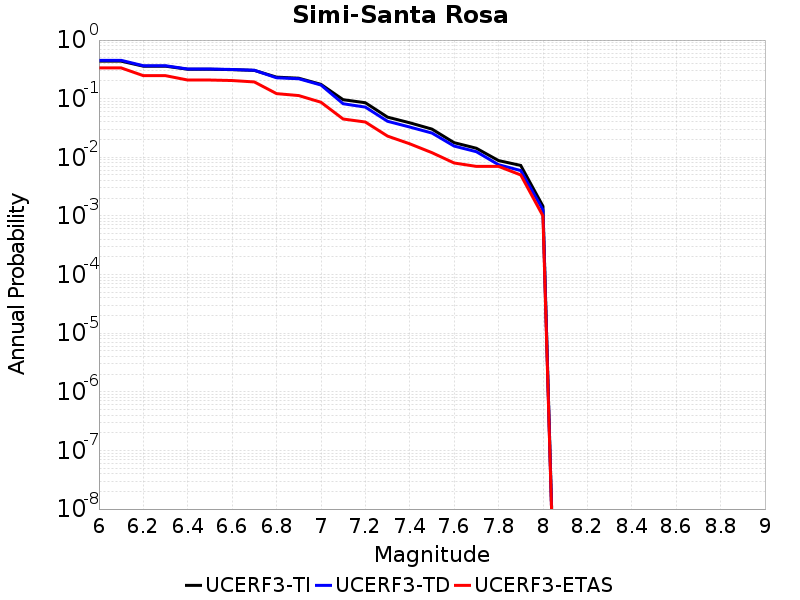 Simi-Santa Rosa
Annual Probability
10^0
10^-1
10^-2
10^-3
10^-4
10^-5
10^-6
10^-7
10^-8
6 6.2 6.4 6.6 6.8 7 7.2 7.4 7.6 7.8 8 8.2 8.4 8.6 8.8 9
Magnitude
UCERF3-TI UCERF3-TD UCERF3-ETAS